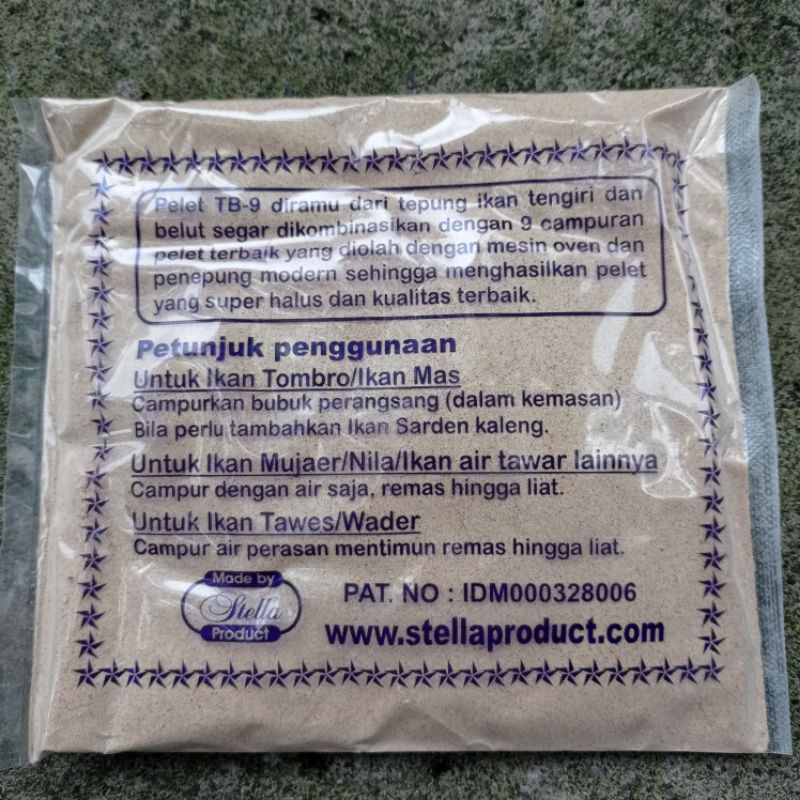 Pelet TB-9 diramu dari tepung ikan tengiri dan
belut segar dikombinasikan dengan 9 campuran
pelet terbaik yang diolah dengan mesin oven dan
penepung modern sehingga menghasilkan pelet
yang super halus dan kualitas terbaik.
Petunjuk penggunaan
Untuk Ikan Tombro/Ikan Mas
Campurkan bubuk perangsang (dalam kemasan)
Bila perlu tambahkan Ikan Sarden kaleng.
Untuk Ikan Mujaer/Nila/Ikan air tawar lainnya
Campur dengan air saja, remas hingga liat.
Untuk Ikan Tawes/Wader
Campur air perasan mentimun remas hingga liat.
Made by
Stella
Product
PAT. NO : IDM000328006
www.stellaproduct.com